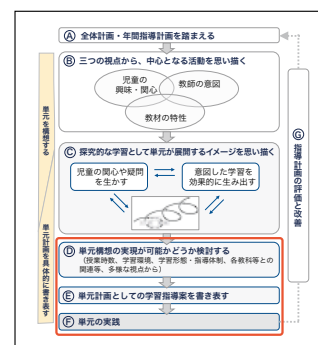 Ⓐ 全体計画・年間指導計画を踏まえる
Ⓑ 三つの視点から、中心となる活動を思い描く
児童の
興味・関心
教師の意図
教材の特性
Ⓒ 探究的な学習として単元が展開するイメージを思い描く
児童の関心や疑問
を生かす
意図した学習を
効果的に生み出す
Ⓓ 単元構想の実現が可能かどうか検討する
(授業時数、学習環境、学習形態・指導体制、各教科等との
関連等、多様な視点から)
Ⓔ 単元計画としての学習指導案を書き表す
Ⓕ 単元の実践
単元を構想する
単元計画を具体的に書き表す
Ⓖ 指導計画の評価と改善